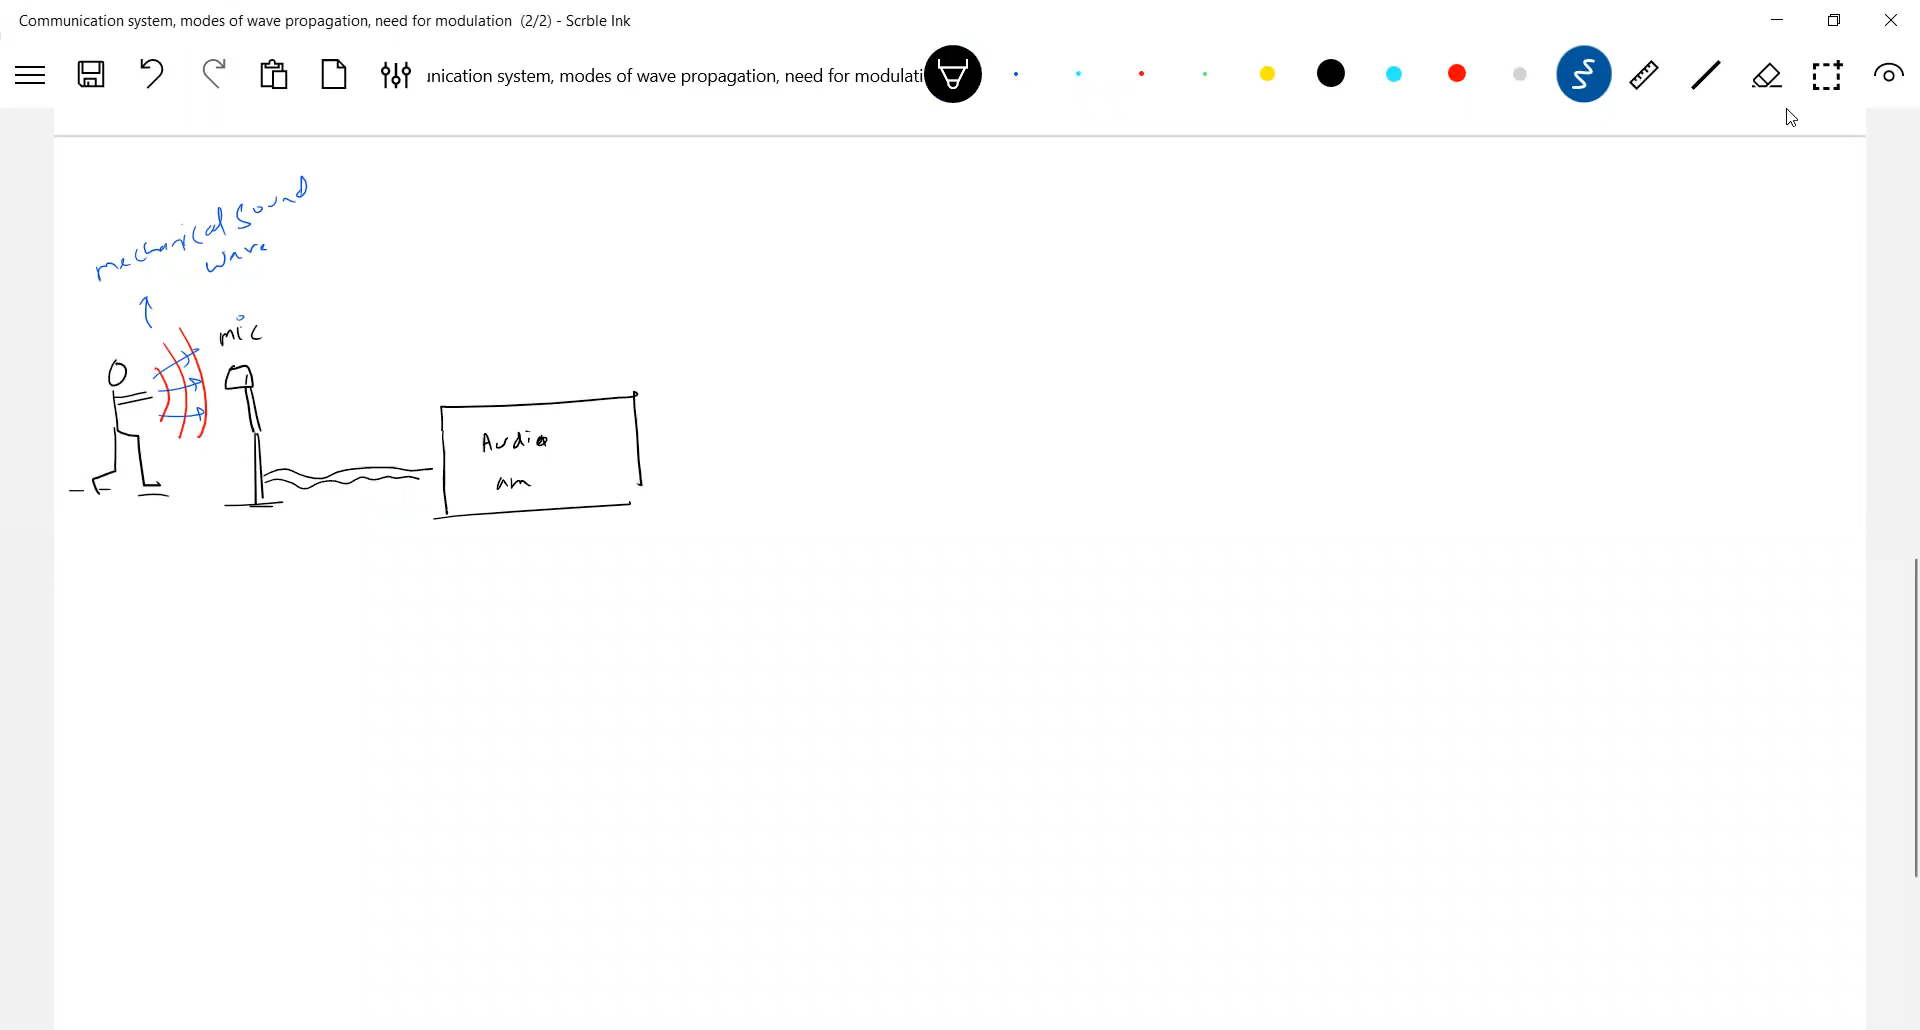 Communication system, modes of wave propagation, need for modulation (2/2) - Scrble Ink
unication system, modes of wave propagation, need for modulati
mechanical sound
wave
mic
Audio
am